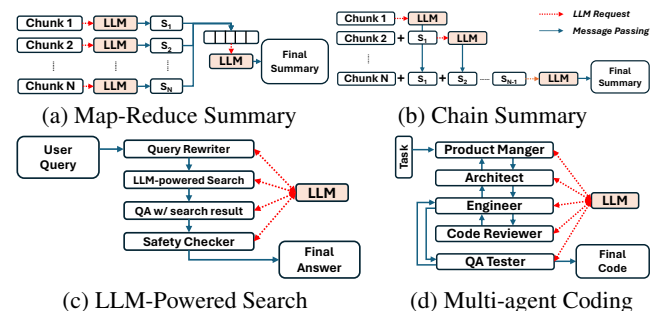 Chunk 1 LLM S1
Chunk 2 LLM S2
Chunk N LLM SN
LLM
Final
Summary
(a) Map-Reduce Summary
Chunk 1 LLM
Chunk 2 + S1 LLM
Chunk N + S1 + S2 SN-1 LLM
Final
Summary
LLM Request
Message Passing
(b) Chain Summary
User
Query
Query Rewriter
LLM-powered Search
QA w/ search result
Safety Checker
LLM
Final
Answer
(c) LLM-Powered Search
Task
Product Manger
Architect
Engineer
Code Reviewer
QA Tester
LLM
Final
Code
(d) Multi-agent Coding